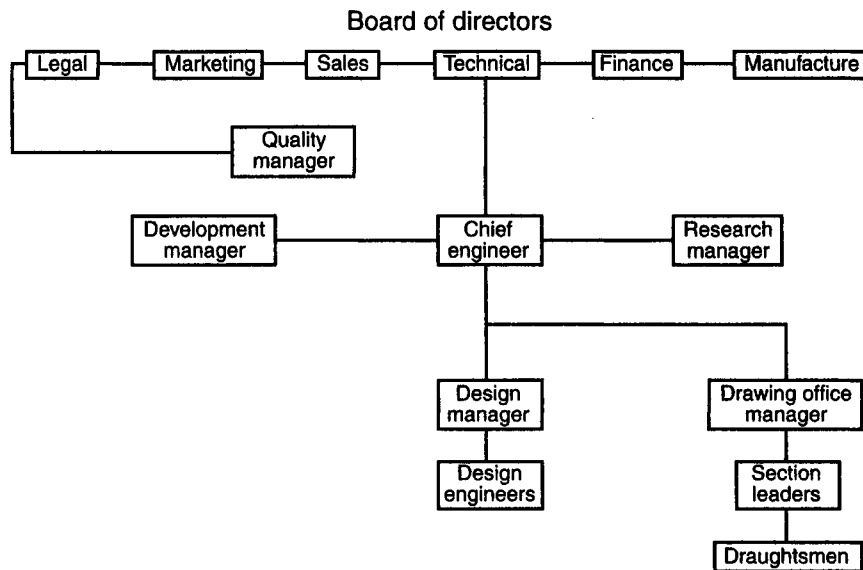 Board of directors
Legal
Marketing
Sales
Technical
Finance
Manufacture
Quality
manager
Development
manager
Chief
engineer
Research
manager
Design
manager
Drawing office
manager
Design
engineers
Section
leaders
Draughtsmen